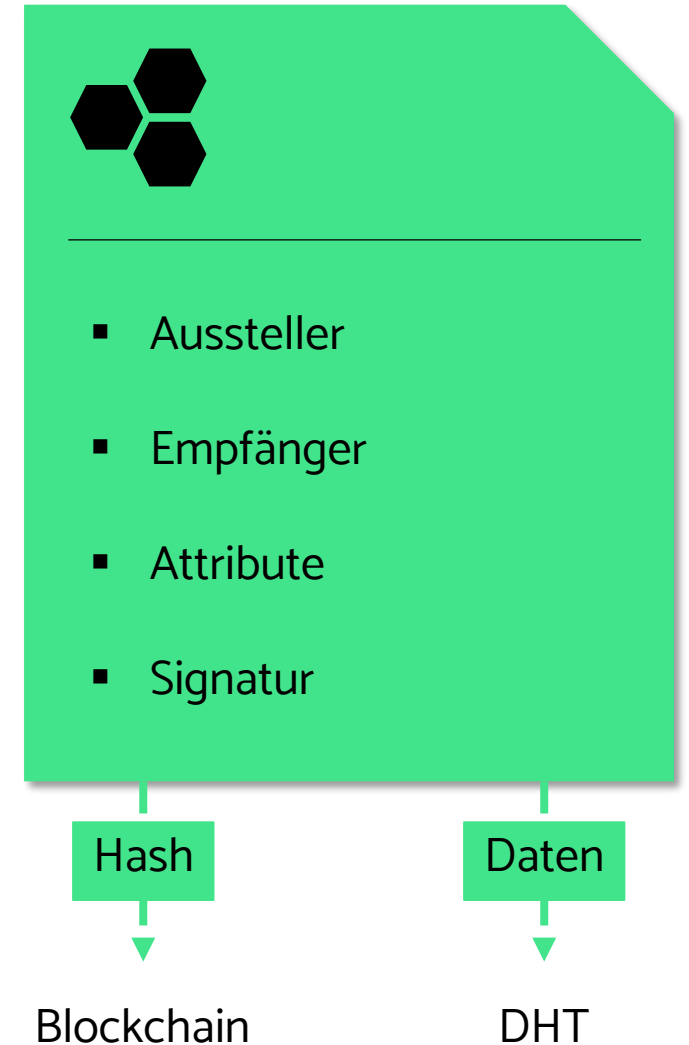 ▪ Aussteller
▪ Empfänger
▪ Attribute
▪ Signatur
Hash Daten
Blockchain DHT